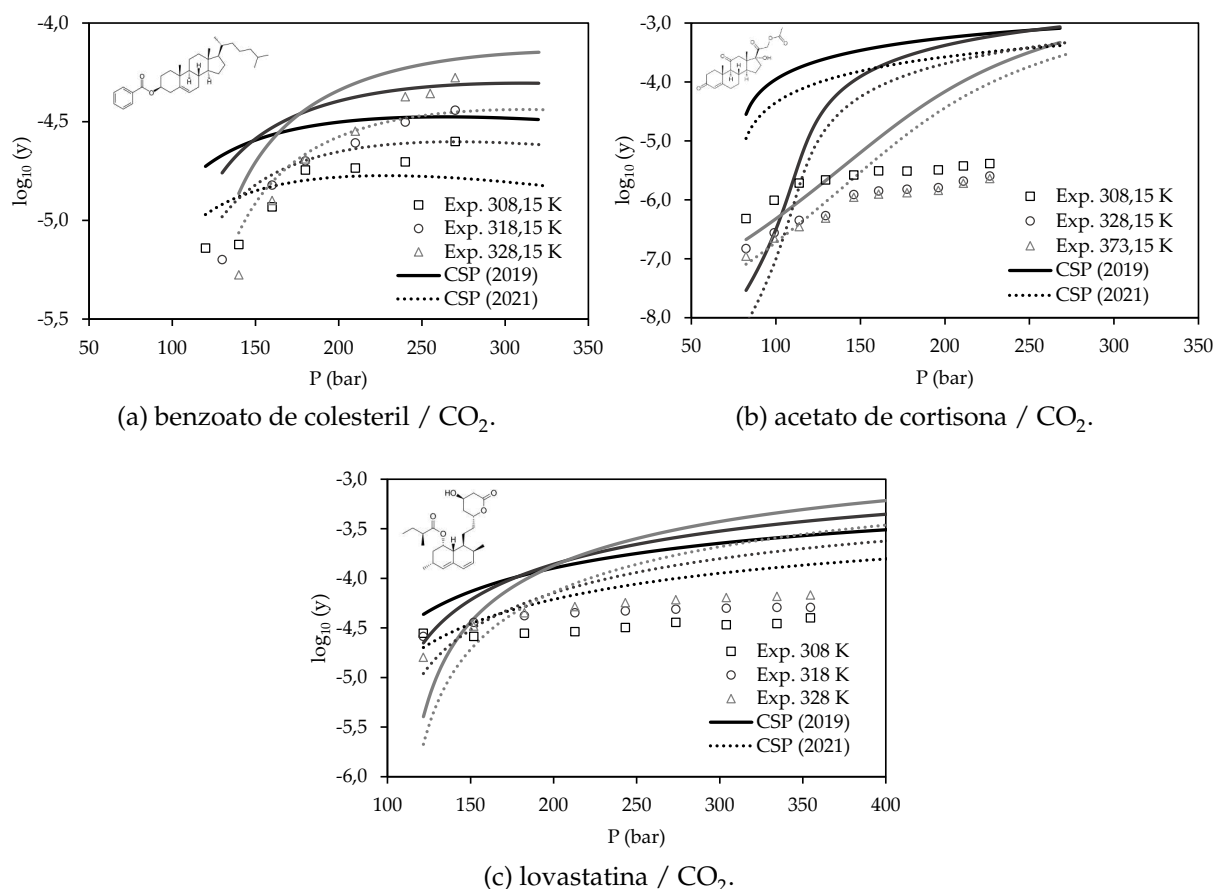 -4,0
-4,5
-5,0
-5,5
log₁₀ (y)
50 100 150 200 250 300 350
P (bar)
Exp. 308,15 K
Exp. 318,15 K
Exp. 328,15 K
CSP (2019)
CSP (2021)
O
O
H
H
H
(a) benzoato de colesteril / CO₂.
-3,0
-4,0
-5,0
-6,0
-7,0
-8,0
log₁₀ (y)
50 100 150 200 250 300 350
P (bar)
Exp. 308,15 K
Exp. 328,15 K
Exp. 373,15 K
CSP (2019)
CSP (2021)
O
O
O
O
OH
H
H
H
O
(b) acetato de cortisona / CO₂.
-3,0
-3,5
-4,0
-4,5
-5,0
-5,5
-6,0
log₁₀ (y)
100 150 200 250 300 350 400
P (bar)
Exp. 308 K
Exp. 318 K
Exp. 328 K
CSP (2019)
CSP (2021)
HO
O
O
O
O
H
(c) lovastatina / CO₂.